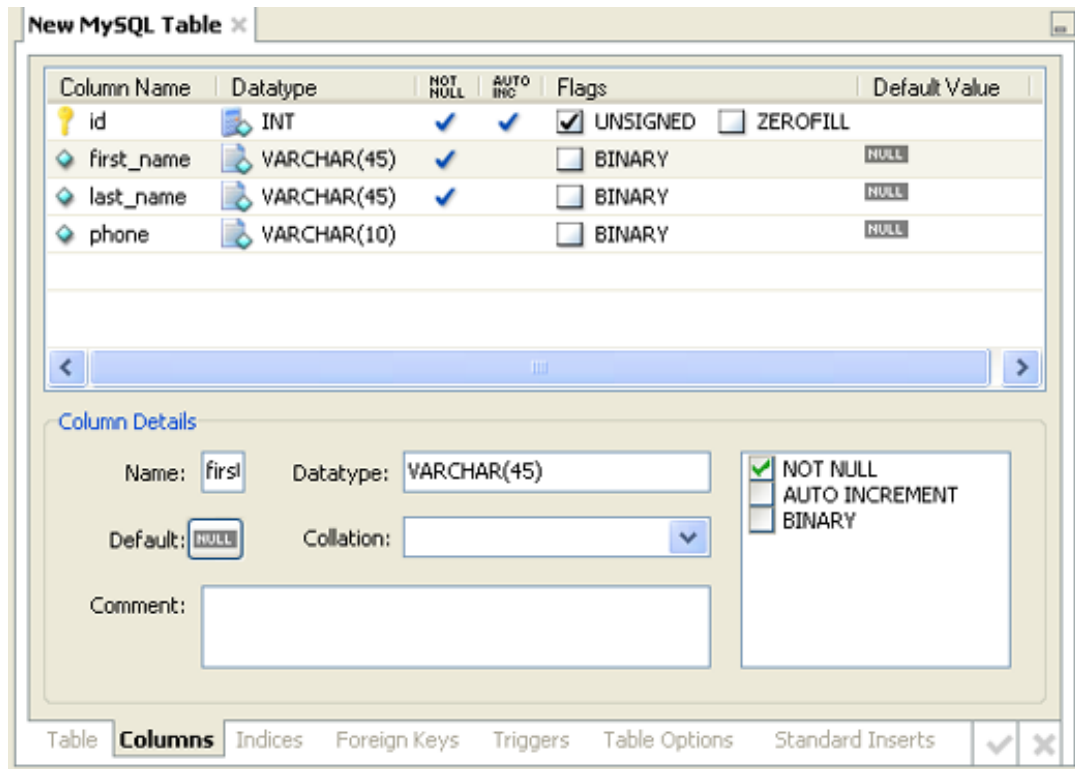 New MySQL Table
Column Name Datatype NOT NULL AUTO INC Flags Default Value
id INT UNSIGNED ZEROFILL
first_name VARCHAR(45) BINARY NULL
last_name VARCHAR(45) BINARY NULL
phone VARCHAR(10) BINARY NULL
Column Details
Name: first Datatype: VARCHAR(45) NOT NULL
AUTO INCREMENT
BINARY
Default: NULL Collation:
Comment:
Table Columns Indices Foreign Keys Triggers Table Options Standard Inserts